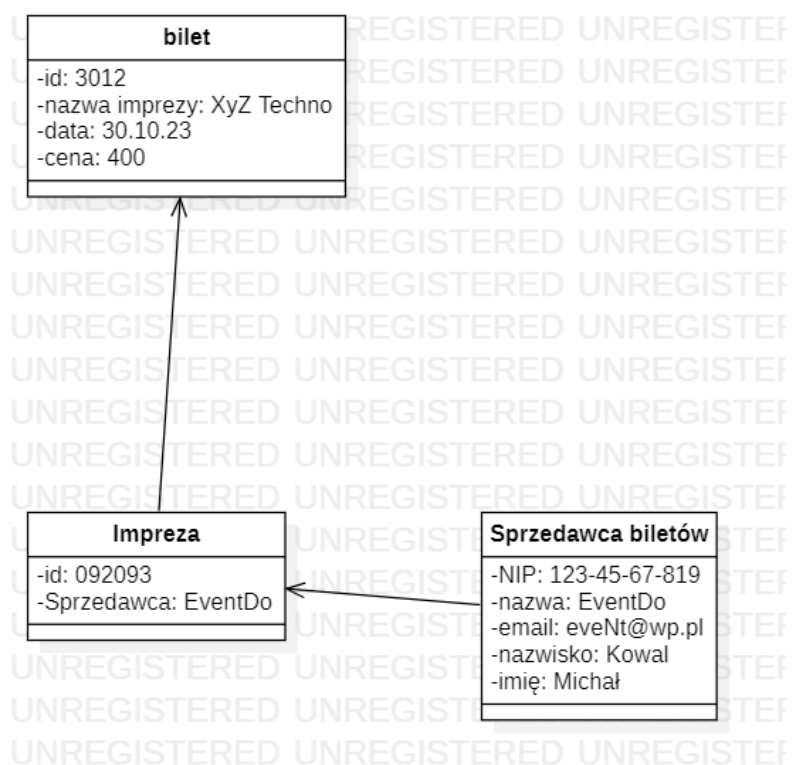 bilet
-id: 3012
-nazwa imprezy: XyZ Techno
-data: 30.10.23
-cena: 400
Impreza
-id: 092093
-Sprzedawca: EventDo
Sprzedawca biletów
-NIP: 123-45-67-819
-nazwa: EventDo
-email: eveNt@wp.pl
-nazwisko: Kowal
-imię: Michał
UNREGISTERED UNREGISTERED